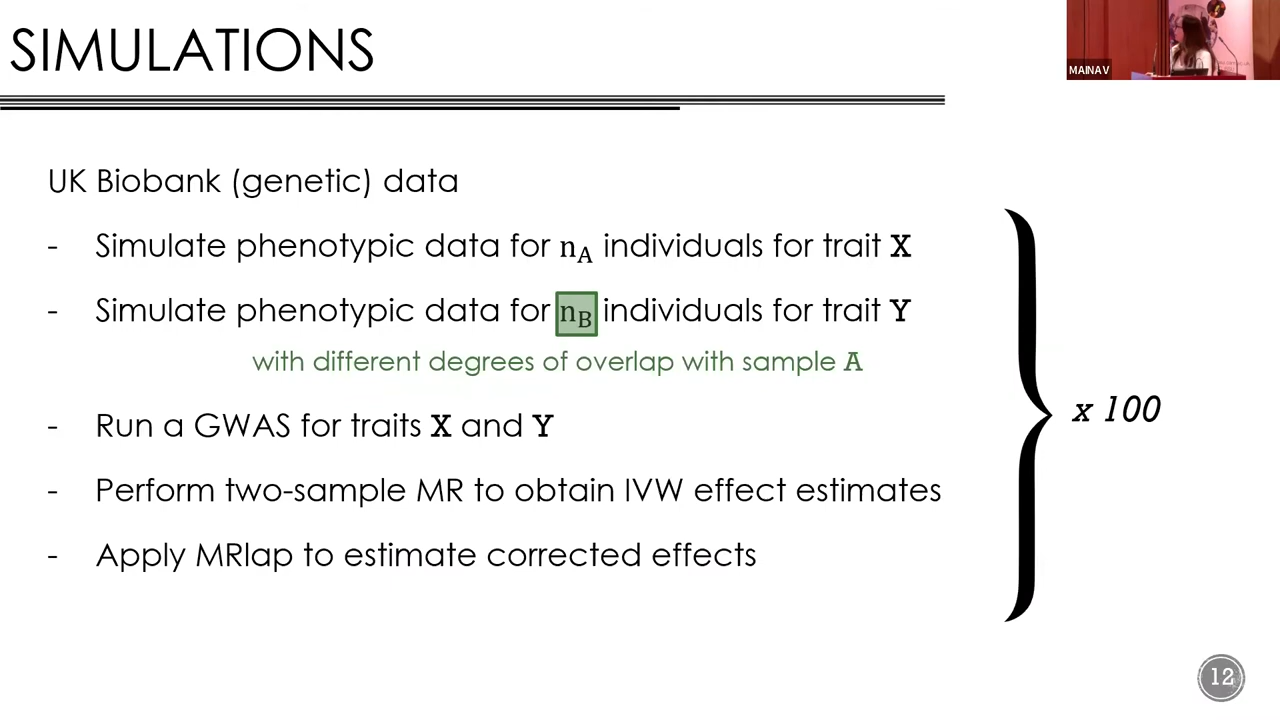 SIMULATIONS
MAINAV
UK Biobank (genetic) data
- Simulate phenotypic data for nA individuals for trait X
- Simulate phenotypic data for nB individuals for trait Y
with different degrees of overlap with sample A
- Run a GWAS for traits X and Y
- Perform two-sample MR to obtain IVW effect estimates
- Apply MRlap to estimate corrected effects
x 100
12